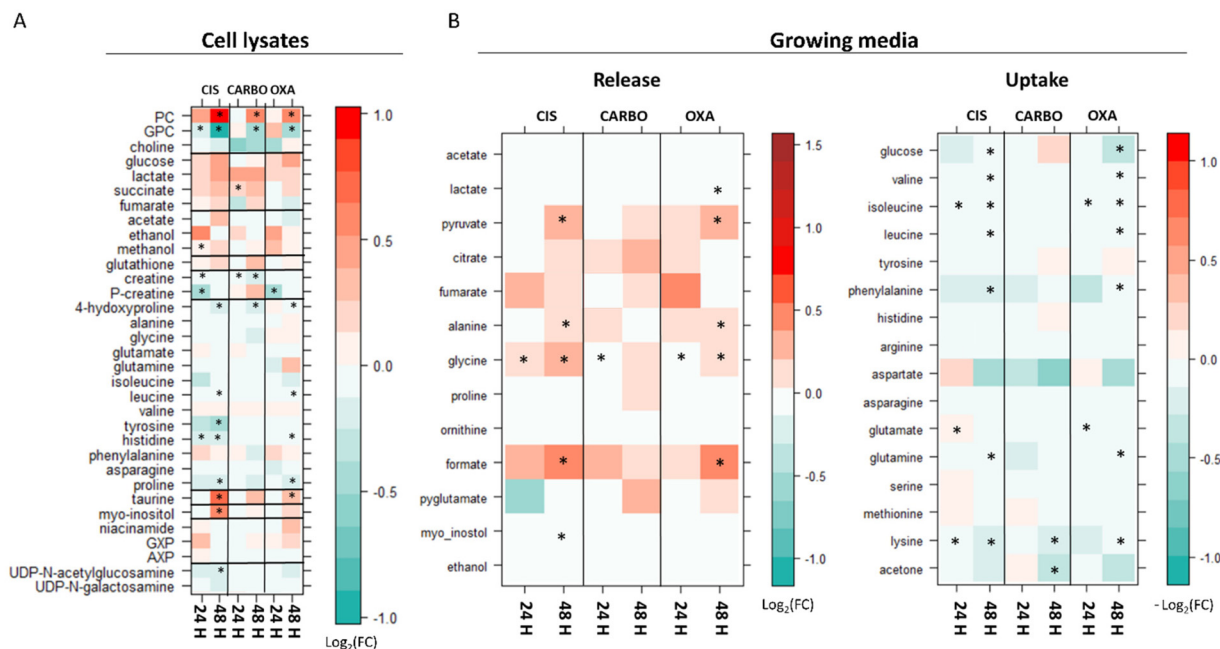 A
Cell lysates
CIS CARBO OXA
PC
GPC
choline
glucose
lactate
succinate
fumarate
acetate
ethanol
methanol
glutathione
creatine
P-creatine
4-hydoxyproline
alanine
glycine
glutamate
glutamine
isoleucine
leucine
valine
tyrosine
histidine
phenylalanine
asparagine
proline
taurine
myo-inositol
niacinamide
GXP
AXP
UDP-N-acetylglucosamine
UDP-N-galactosamine
24 H 48 H 24 H 48 H 24 H 48 H
1.0
0.5
0.0
-0.5
-1.0
Log2(FC)
B
Growing media
Release
CIS CARBO OXA
acetate
lactate
pyruvate
citrate
fumarate
alanine
glycine
proline
ornithine
formate
pyglutamate
myo_inostol
ethanol
24 H 48 H 24 H 48 H 24 H 48 H
1.5
1.0
0.5
0.0
-0.5
-1.0
Log2(FC)
Uptake
CIS CARBO OXA
glucose
valine
isoleucine
leucine
tyrosine
phenylalanine
histidine
arginine
aspartate
asparagine
glutamate
glutamine
serine
methionine
lysine
acetone
24 H 48 H 24 H 48 H 24 H 48 H
1.0
0.5
0.0
-0.5
-1.0
- Log2(FC)